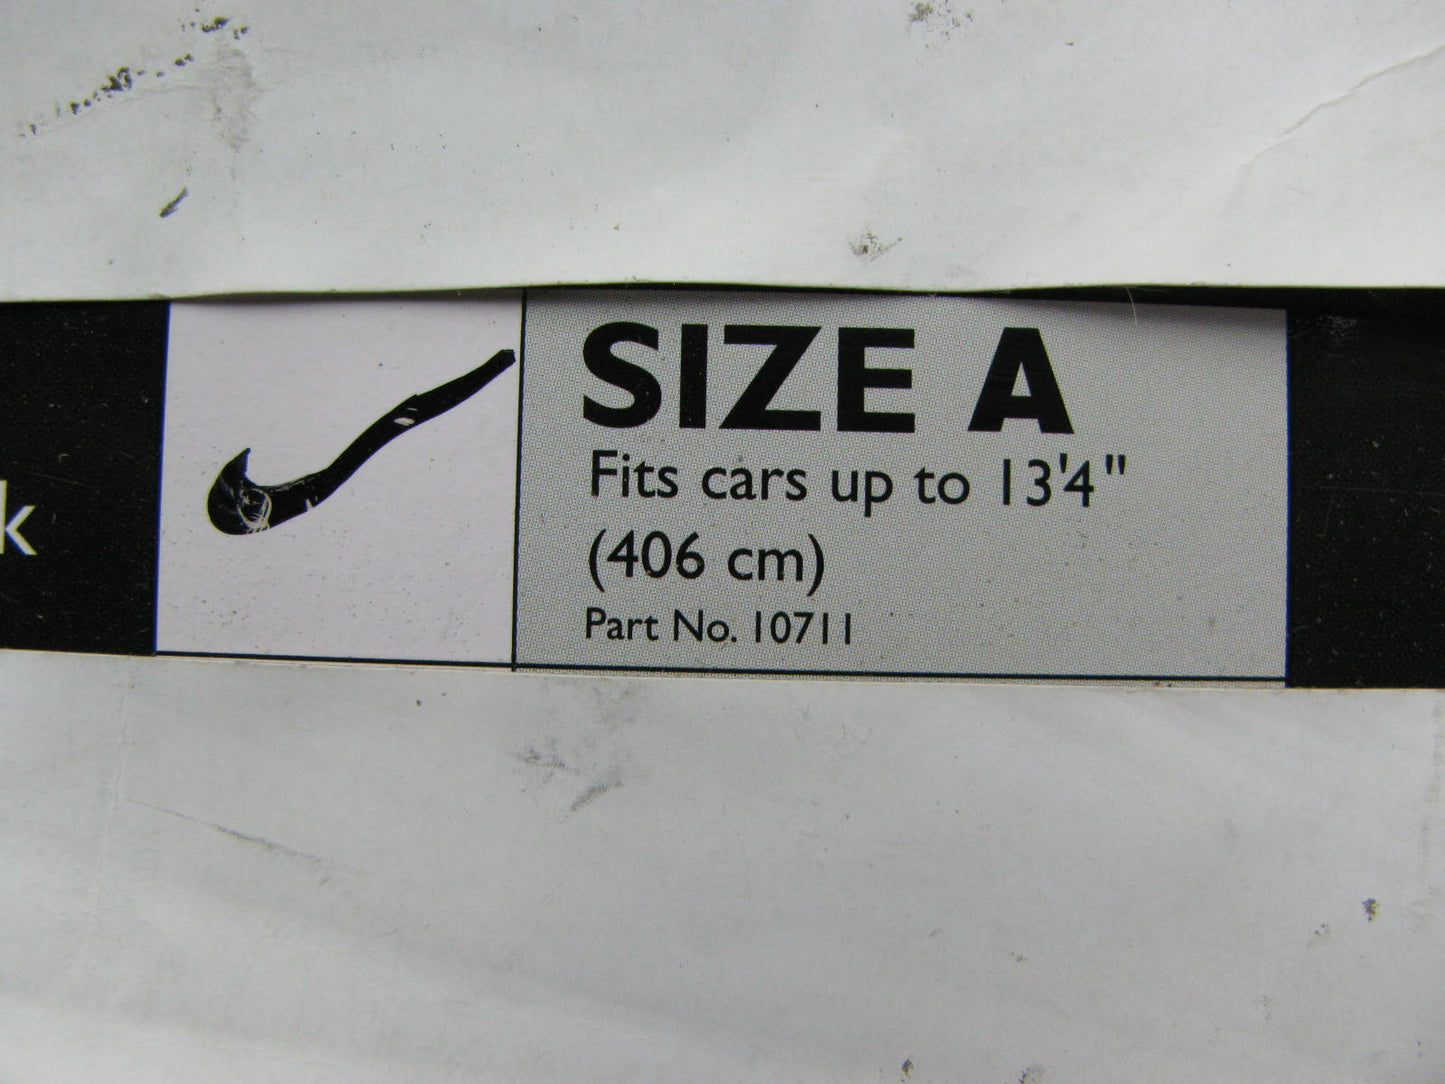 k
SIZE A
Fits cars up to 13'4"
(406 cm)
Part No. 10711